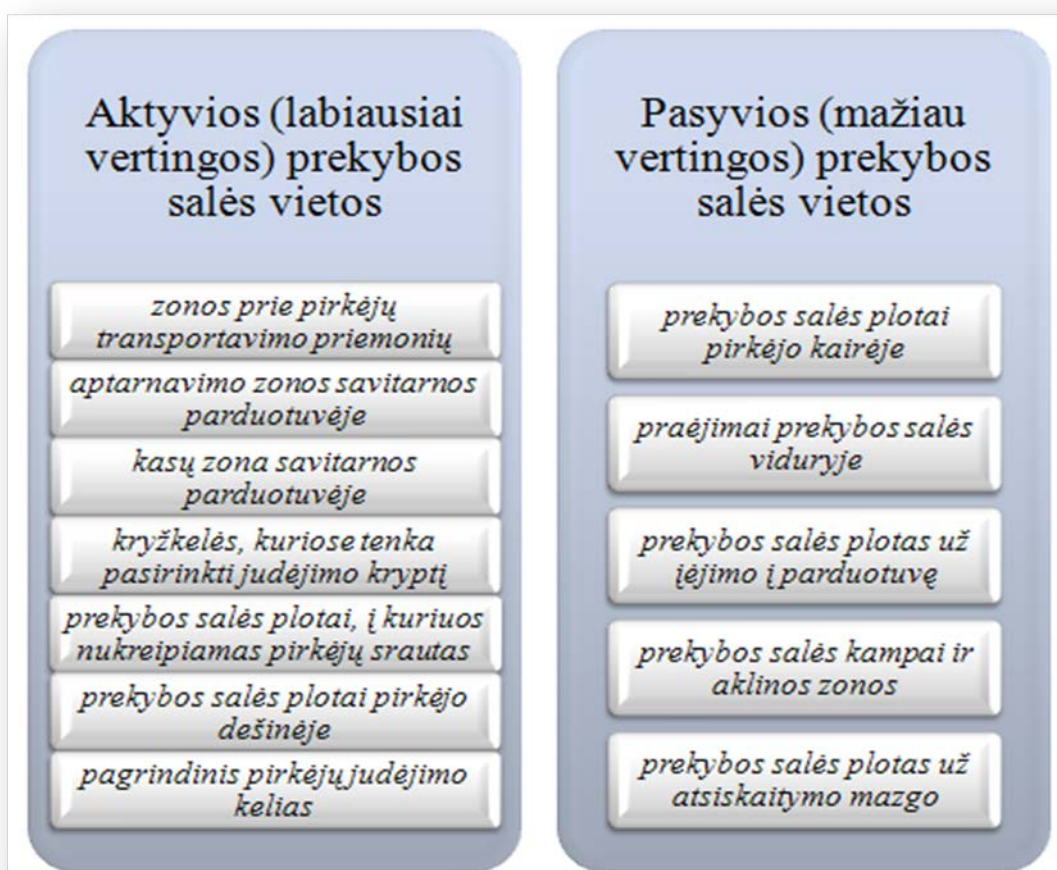 Aktyvios (labiausiai
vertingos) prekybos
salės vietos
zonos prie pirkėjų
transportavimo priemonių
aptarnavimo zonos savitarnos
parduotuvėje
kasų zona savitarnos
parduotuvėje
kryžkelės, kuriose tenka
pasirinkti judėjimo kryptį
prekybos salės plotai, į kuriuos
nukreipiamas pirkėjų srautas
prekybos salės plotai pirkėjo
dešinėje
pagrindinis pirkėjų judėjimo
kelias
Pasyvios (mažiau
vertingos) prekybos
salės vietos
prekybos salės plotai
pirkėjo kairėje
praėjimai prekybos salės
viduryje
prekybos salės plotas už
įėjimo į parduotuvę
prekybos salės kampai ir
aklinos zonos
prekybos salės plotas už
atsiskaitymo mazgo